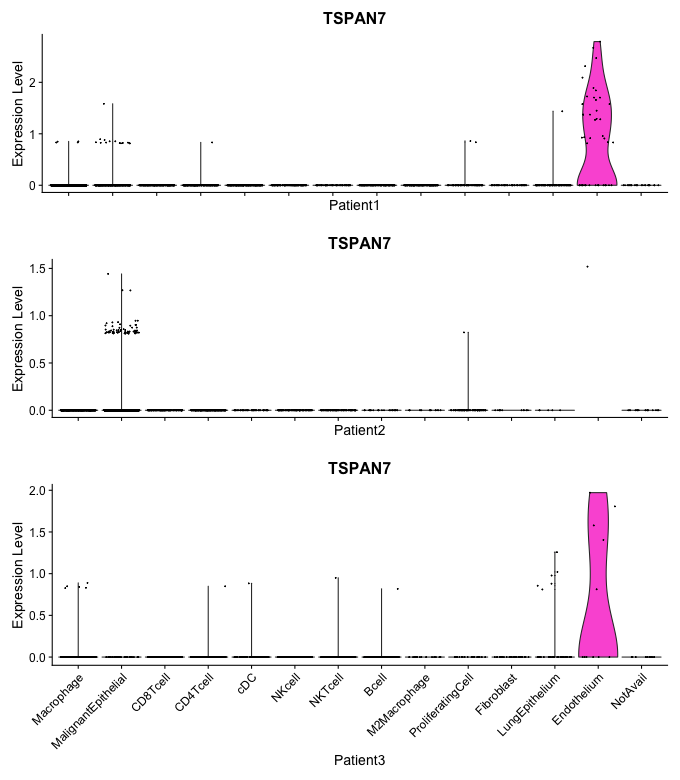 TSPAN7
Expression Level
2
1
0
Patient1
TSPAN7
Expression Level
1.5
1.0
0.5
0.0
Patient2
TSPAN7
Expression Level
2.0
1.5
1.0
0.5
0.0
Macrophage
MalignantEpithelial
CD8Tcell
CD4Tcell
cDC
NKcell
NKTcell
Bcell
M2Macrophage
ProliferatingCell
Fibroblast
LungEpithelium
Endothelium
NotAvail
Patient3